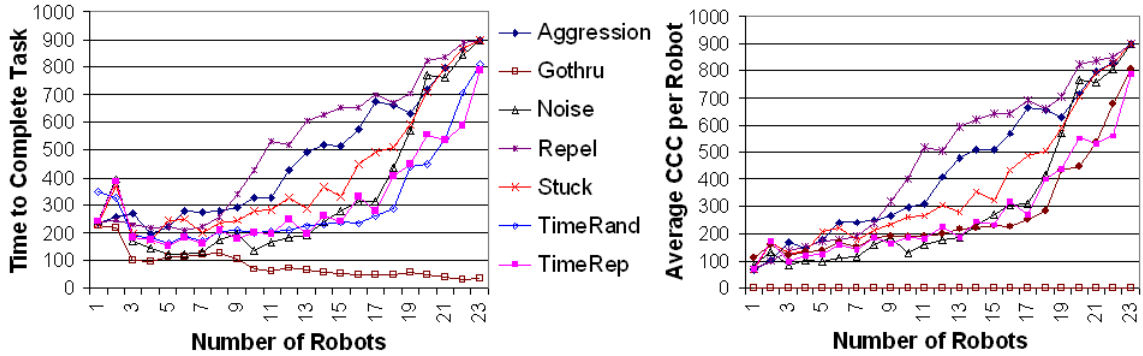 Time to Complete Task
1000
900
800
700
600
500
400
300
200
100
0
1 3 5 7 9 11 13 15 17 19 21 23
Number of Robots
Aggression
Gothru
Noise
Repel
Stuck
TimeRand
TimeRep
Average CCC per Robot
1000
900
800
700
600
500
400
300
200
100
0
1 3 5 7 9 11 13 15 17 19 21 23
Number of Robots